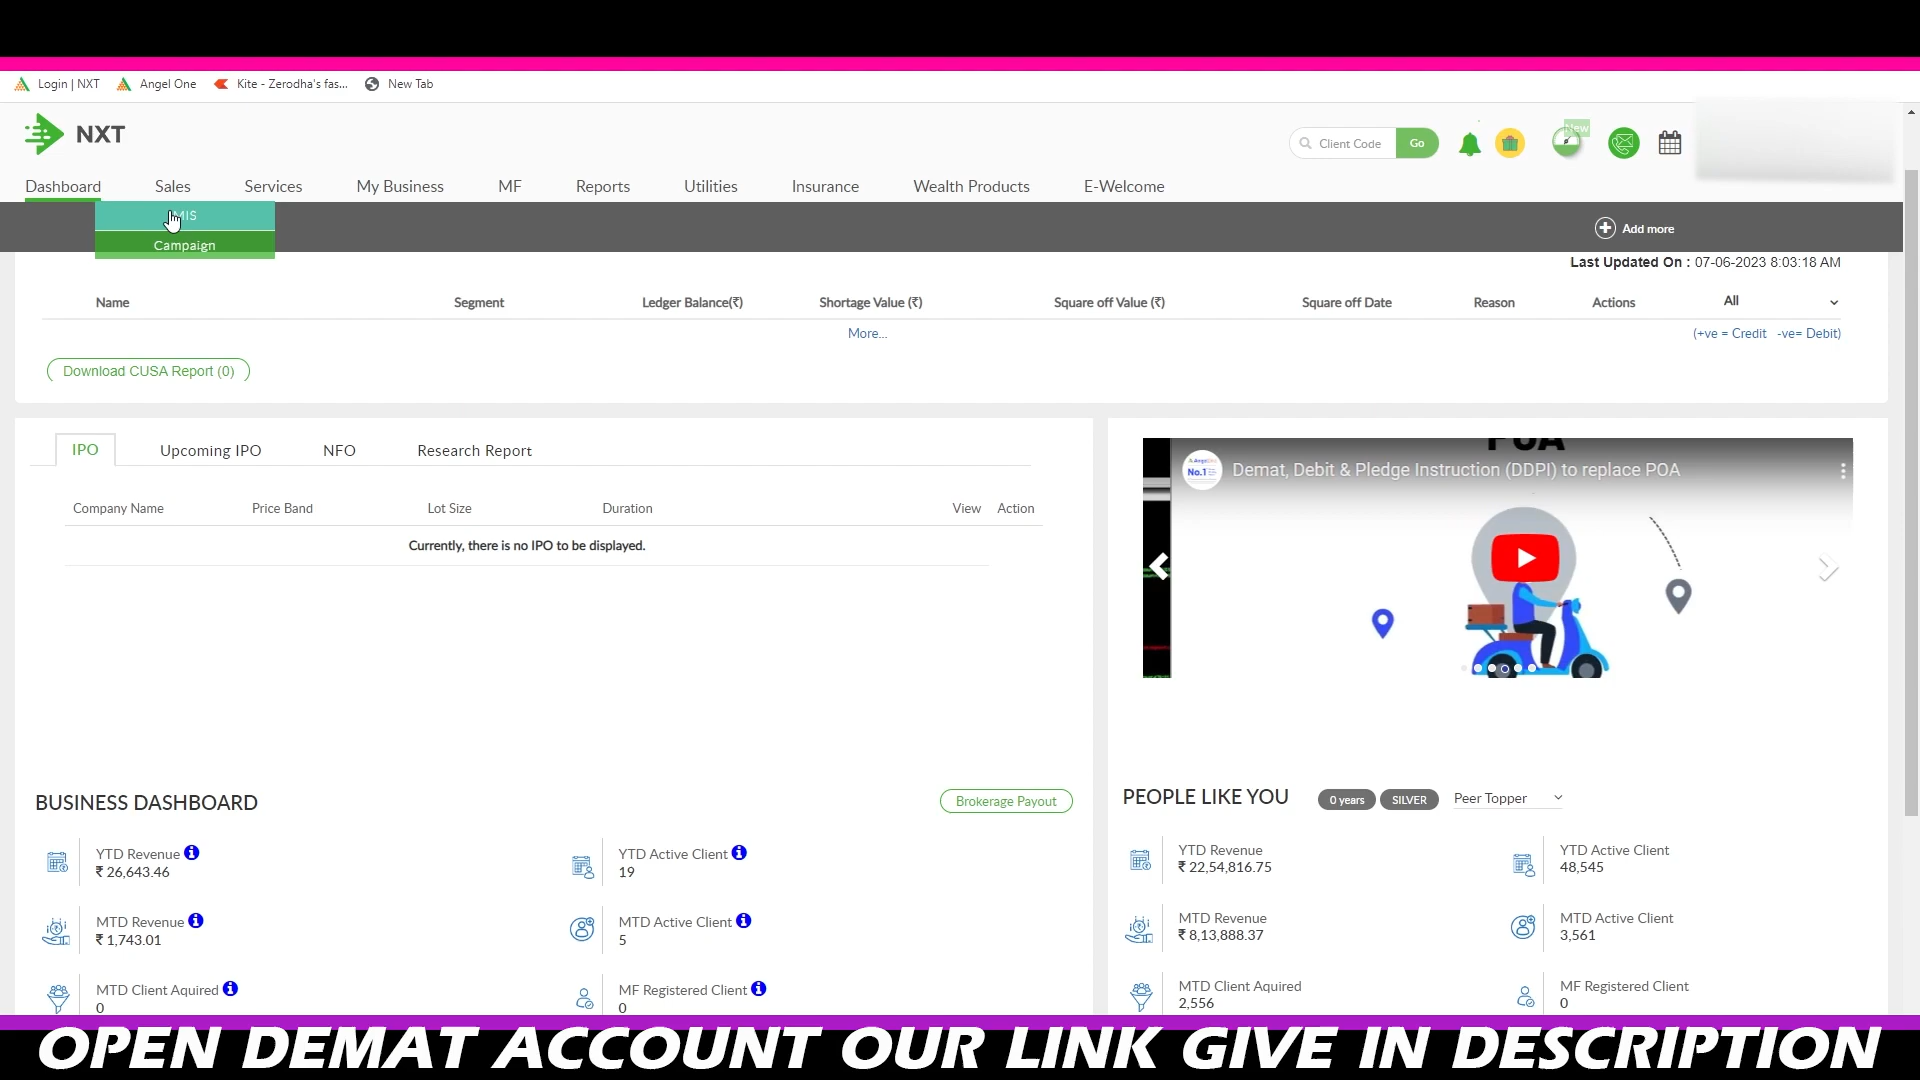 Login | NXT Angel One Kite - Zerodha's fas... New Tab
NXT
Client Code Go New
Dashboard Sales Services My Business MF Reports Utilities Insurance Wealth Products E-Welcome
MIS
Campaign
Add more
Last Updated On : 07-06-2023 8:03:18 AM
Name Segment Ledger Balance(₹) Shortage Value (₹) Square off Value (₹) Square off Date Reason Actions All
More... (+ve = Credit -ve= Debit)
Download CUSA Report (0)
IPO Upcoming IPO NFO Research Report
Company Name Price Band Lot Size Duration View Action
Currently, there is no IPO to be displayed.
POA
No.1 Demat, Debit & Pledge Instruction (DDPI) to replace POA
BUSINESS DASHBOARD Brokerage Payout
YTD Revenue
₹ 26,643.46
YTD Active Client
19
MTD Revenue
₹ 1,743.01
MTD Active Client
5
MTD Client Aquired
0
MF Registered Client
0
PEOPLE LIKE YOU 0 years SILVER Peer Topper
YTD Revenue
₹ 22,54,816.75
YTD Active Client
48,545
MTD Revenue
₹ 8,13,888.37
MTD Active Client
3,561
MTD Client Aquired
2,556
MF Registered Client
0
OPEN DEMAT ACCOUNT OUR LINK GIVE IN DESCRIPTION